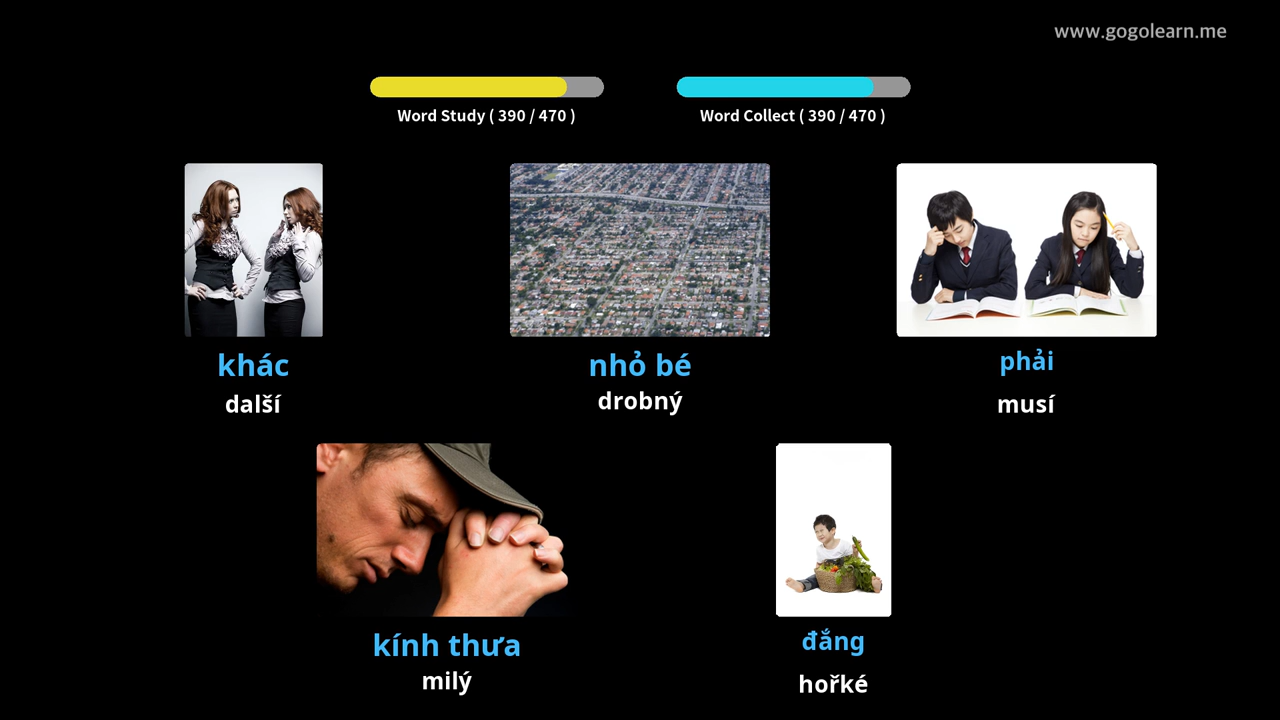 www.gogolearn.me
Word Study ( 390 / 470 )
Word Collect ( 390 / 470 )
khác
další
nhỏ bé
drobný
phải
musí
kính thưa
milý
đắng
hořké